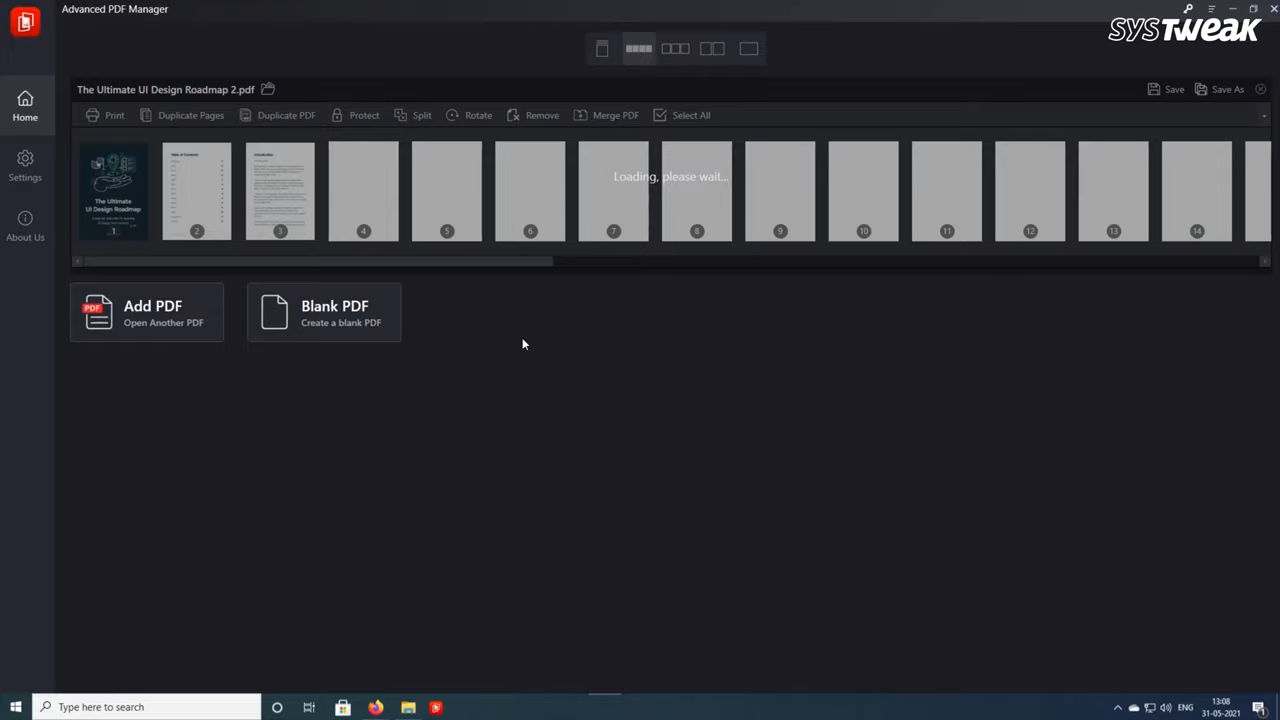 Advanced PDF Manager
SYSTWEAK
Home
Settings
About Us
The Ultimate UI Design Roadmap 2.pdf
Save
Save As
Print
Duplicate Pages
Duplicate PDF
Protect
Split
Rotate
Remove
Merge PDF
Select All
The Ultimate
UI Design Roadmap
Table of Contents
Introduction
Loading, please wait...
1
2
3
4
5
6
7
8
9
10
11
12
13
14
PDF
Add PDF
Open Another PDF
Blank PDF
Create a blank PDF
Type here to search
ENG
13:08
31-05-2021
1